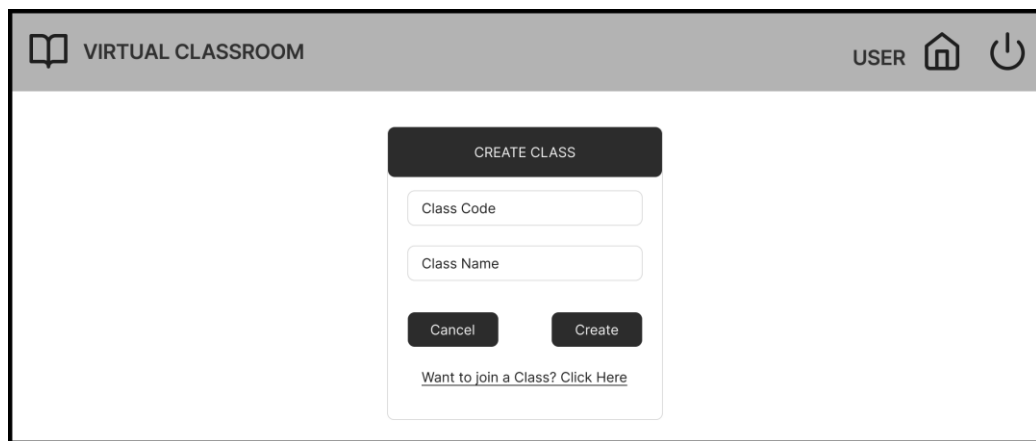 VIRTUAL CLASSROOM
USER
CREATE CLASS
Class Code
Class Name
Cancel
Create
Want to join a Class? Click Here